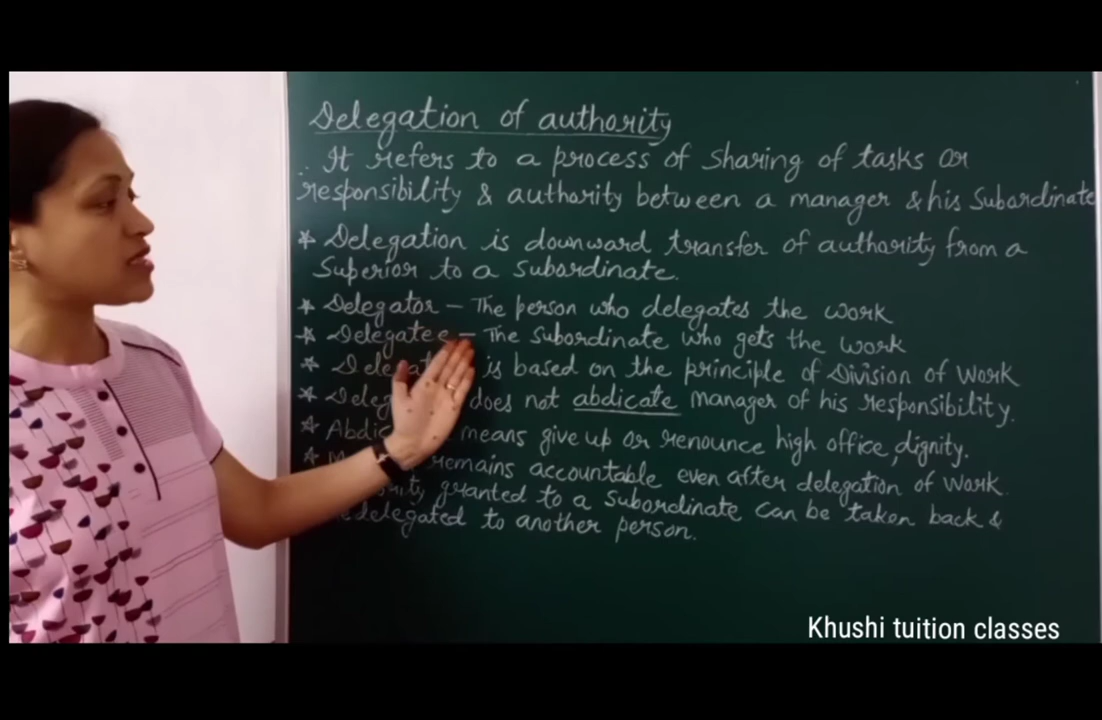 Delegation of authority
It refers to a process of sharing of tasks or
responsibility & authority between a manager & his Subordinate
* Delegation is downward transfer of authority from a
Superior to a subordinate.
* Delegator – The person who delegates the work
* Delegatee – The Subordinate who gets the work
* is based on the principle of Division of Work
* does not abdicate manager of his responsibility.
* means give up or renounce high office, dignity.
* remains accountable even after delegation of work
granted to a subordinate can be taken back &
redelegated to another person.
Khushi tuition classes